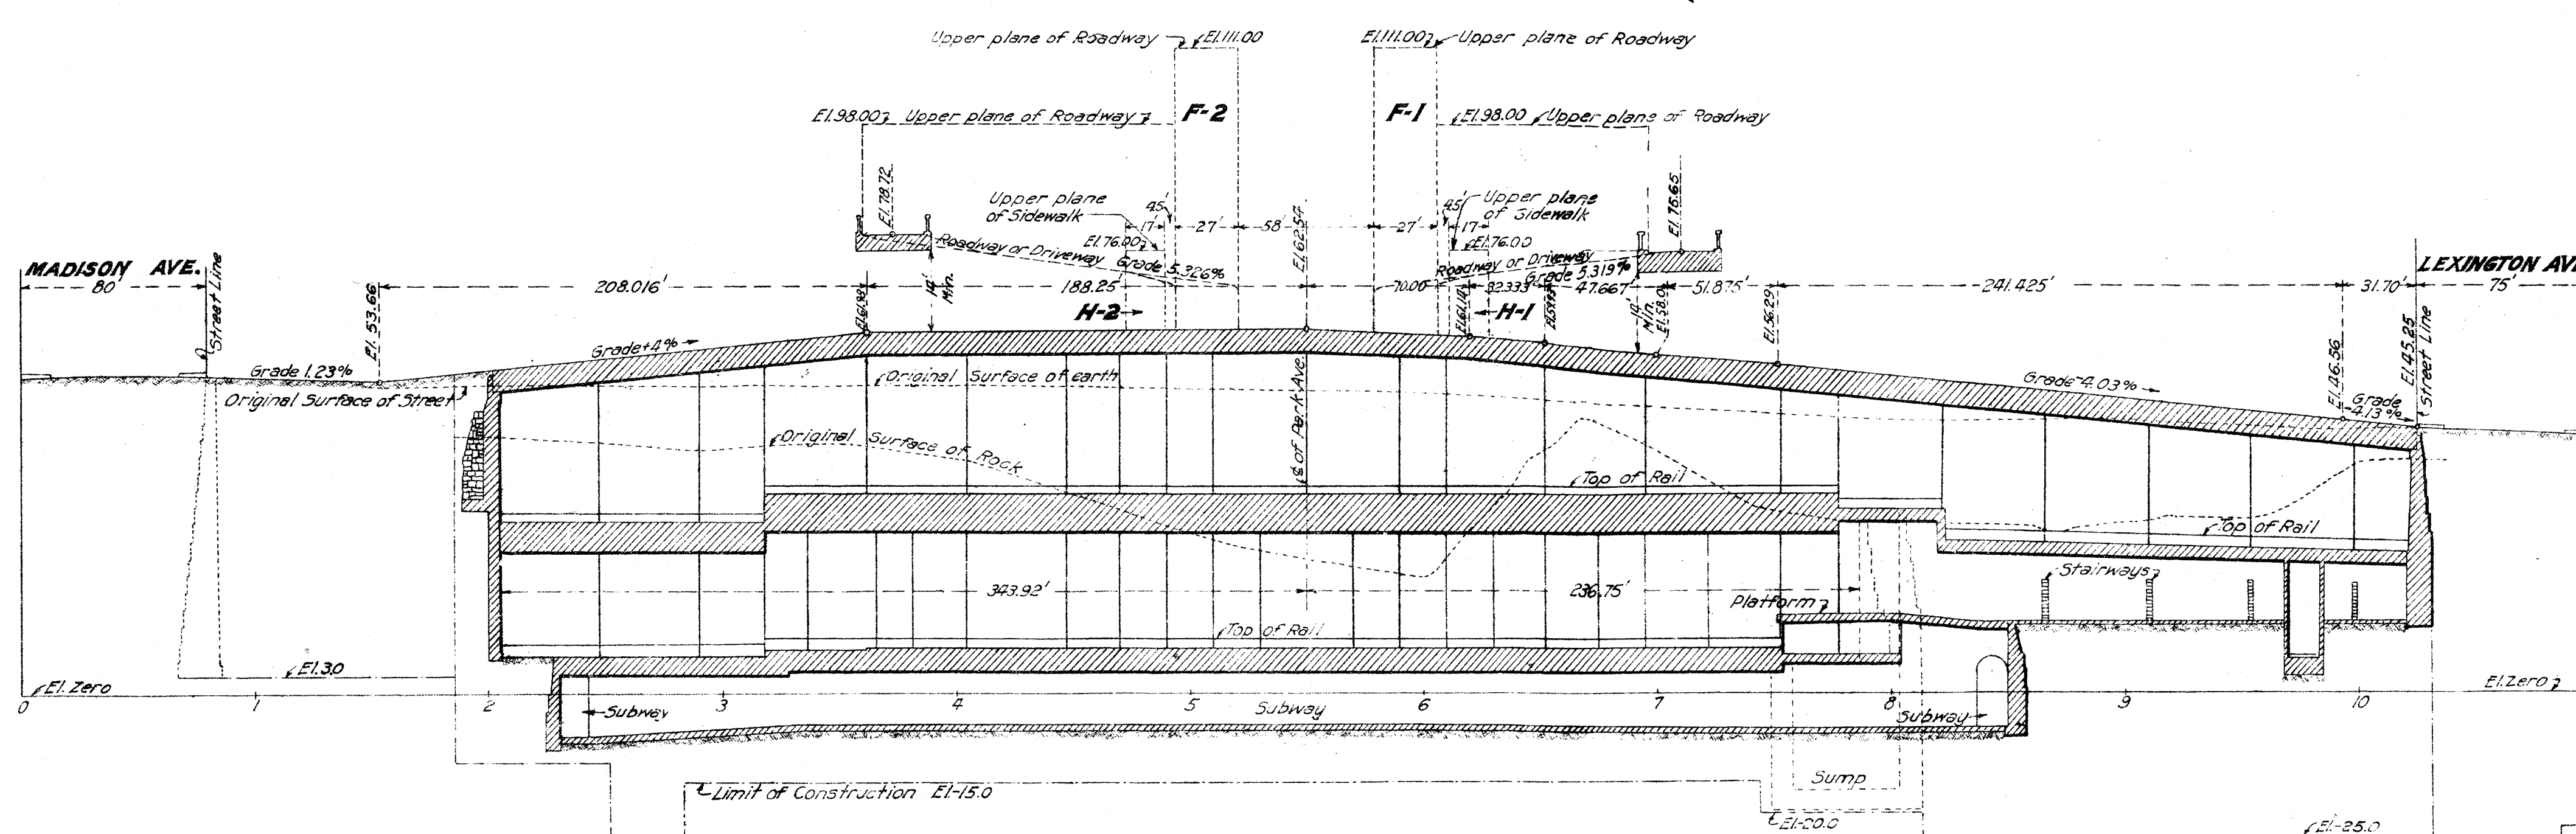 Upper plane of Roadway El.111.00
El.111.00 Upper plane of Roadway
El.98.00 Upper plane of Roadway
F-2
F-1
El.98.00 Upper plane of Roadway
El.78.72
Upper plane
of Sidewalk
4.5'
17'
27'
58'
El.62.54
27'
4.5'
17'
Upper plane
of Sidewalk
El.76.65
El.76.00
El.76.00
Roadway or Driveway Grade 5.326%
Roadway or Driveway
Grade 5.319%
MADISON AVE.
80'
Street Line
El.53.66
208.016'
14'
Min.
188.25'
70.00'
32.333'
47.667'
14'
Min.
51.875'
El.56.29
241.425'
31.70'
LEXINGTON AVE
75'
El.61.14
H-2
H-1
El.46.56
El.45.25
Street Line
Grade 1.23%
Grade+4%
Grade-4.03%
Grade
-4.13%
Original Surface of Street
Original Surface of earth
Original Surface of Rock
₵ of Park Ave.
Top of Rail
Top of Rail
343.92'
236.75'
Platform
Stairways
Top of Rail
El.3.0
El.Zero
El.Zero
0 1 2 3 4 5 6 7 8 9 10
Subway
Subway
Subway
Sump
Limit of Construction El.-15.0
El.-20.0
El.-25.0